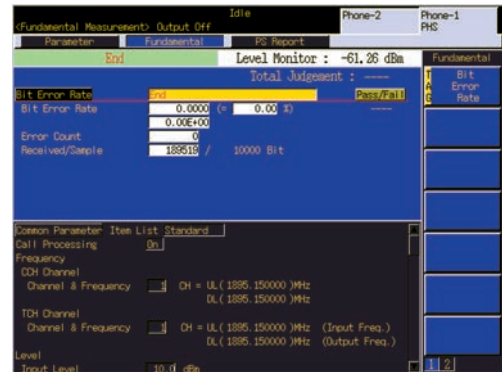 Idle
<Fundamental Measurement> Output Off
Phone-2
Phone-1
PHS
Parameter
Fundamental
PS Report
End
Level Monitor : -61.26 dBm
Fundamental
Total Judgement : ----
TAG
Bit Error Rate
Bit Error Rate
End
Pass/Fail
Bit Error Rate
0.0000 (= 0.00 %)
----
0.00E+00
Error Count
0
Received/Sample
189519 / 10000 Bit
Common Parameter Item List Standard
Call Processing On
Frequency
CCH Channel
Channel & Frequency 1 CH = UL( 1895.150000 )MHz
DL( 1895.150000 )MHz
TCH Channel
Channel & Frequency 1 CH = UL( 1895.150000 )MHz (Input Freq.)
DL( 1895.150000 )MHz (Output Freq.)
Level
Input Level 10.0 dBm
1 2